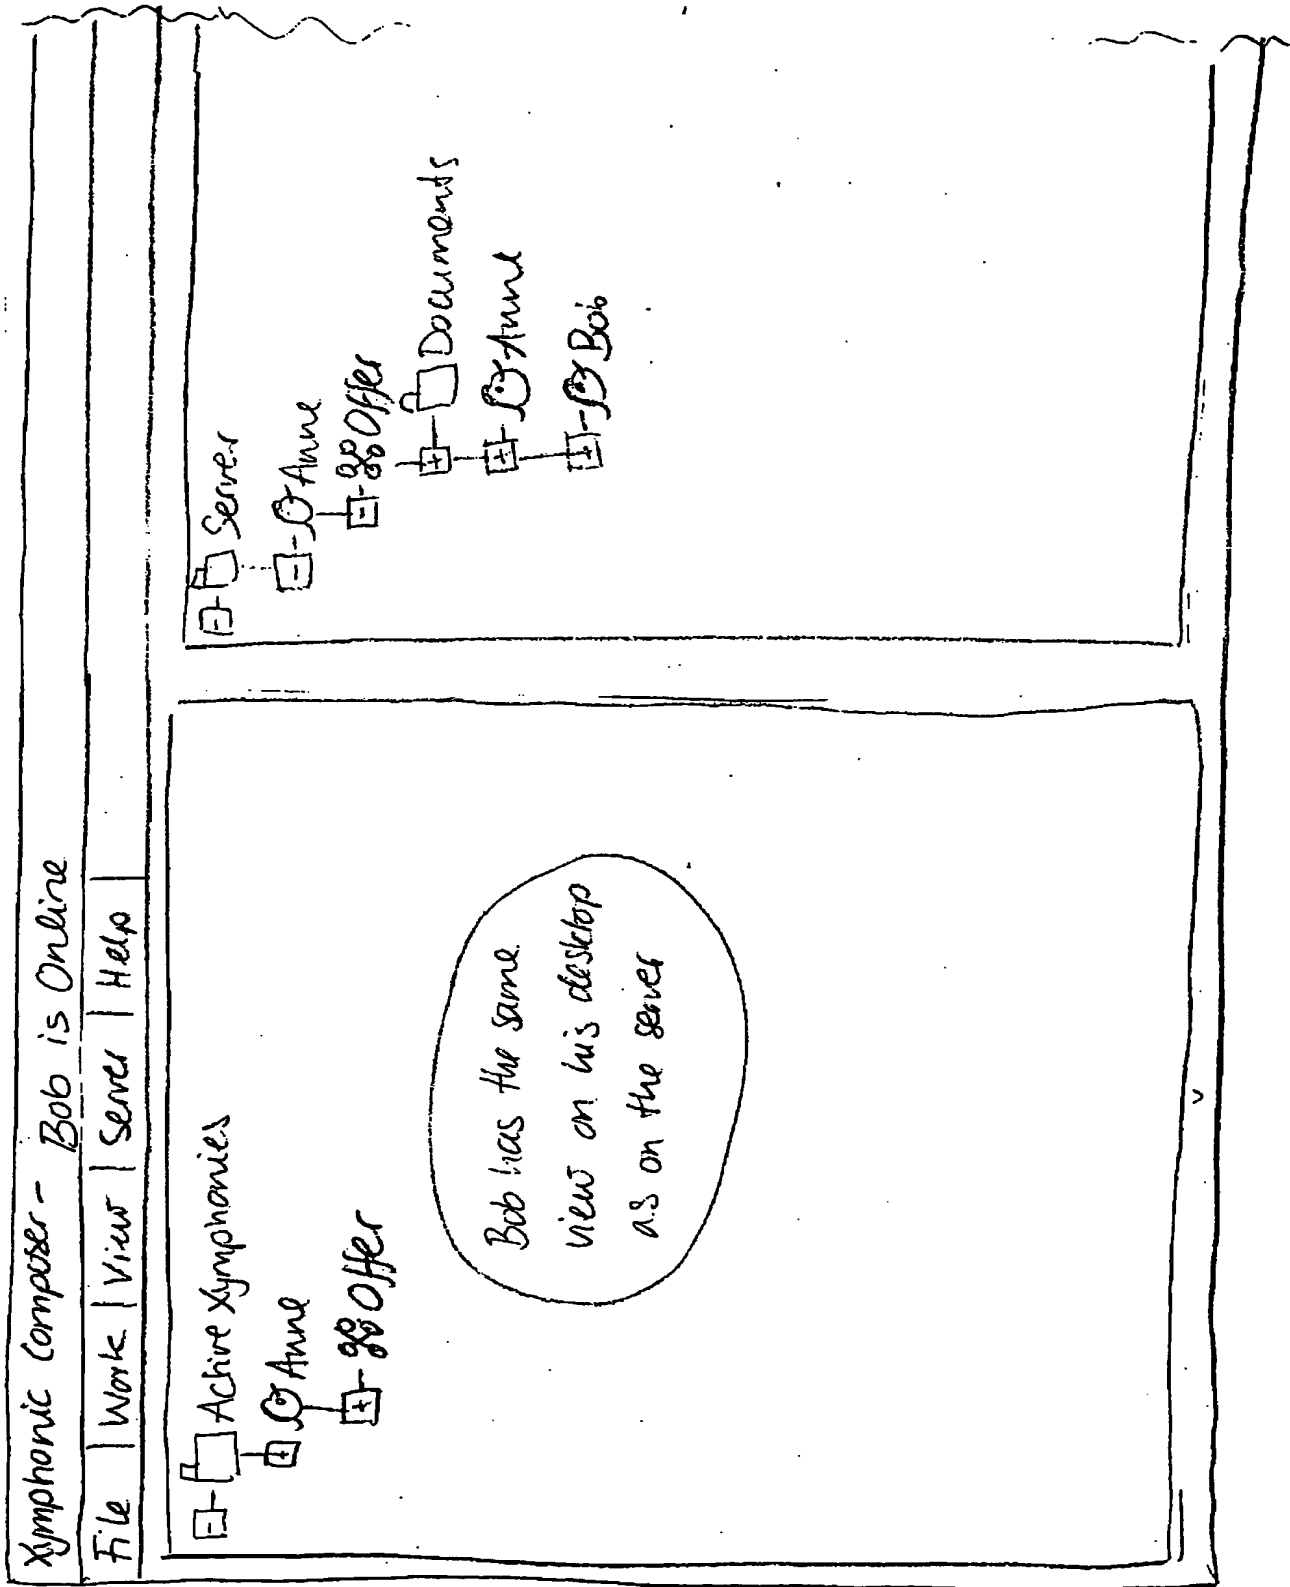 Xymphonic Composer - Bob is Online
File | Work | View | Server | Help |
Active Xymphonies
Anne
Offer
Bob has the same
view on his desktop
as on the server
Server
Anne
Offer
Documents
Anne
Bob